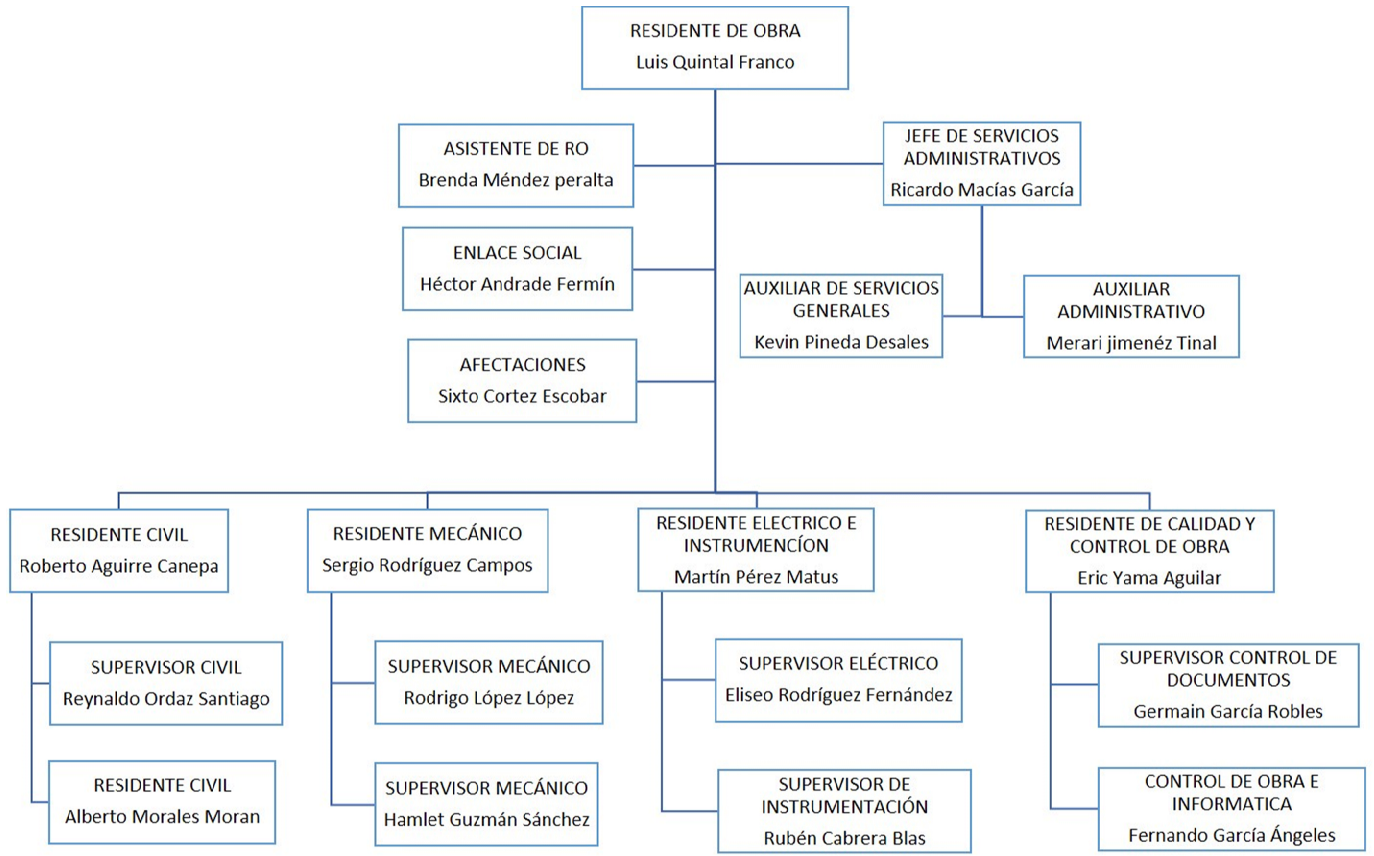 RESIDENTE DE OBRA
Luis Quintal Franco
ASISTENTE DE RO
Brenda Méndez peralta
JEFE DE SERVICIOS
ADMINISTRATIVOS
Ricardo Macías García
ENLACE SOCIAL
Héctor Andrade Fermín
AUXILIAR DE SERVICIOS
GENERALES
Kevin Pineda Desales
AUXILIAR
ADMINISTRATIVO
Merari jimenéz Tinal
AFECTACIONES
Sixto Cortez Escobar
RESIDENTE CIVIL
Roberto Aguirre Canepa
RESIDENTE MECÁNICO
Sergio Rodríguez Campos
RESIDENTE ELECTRICO E
INSTRUMENCÍON
Martín Pérez Matus
RESIDENTE DE CALIDAD Y
CONTROL DE OBRA
Eric Yama Aguilar
SUPERVISOR CIVIL
Reynaldo Ordaz Santiago
SUPERVISOR MECÁNICO
Rodrigo López López
SUPERVISOR ELÉCTRICO
Eliseo Rodríguez Fernández
SUPERVISOR CONTROL DE
DOCUMENTOS
Germain García Robles
RESIDENTE CIVIL
Alberto Morales Moran
SUPERVISOR MECÁNICO
Hamlet Guzmán Sánchez
SUPERVISOR DE
INSTRUMENTACIÓN
Rubén Cabrera Blas
CONTROL DE OBRA E
INFORMATICA
Fernando García Ángeles